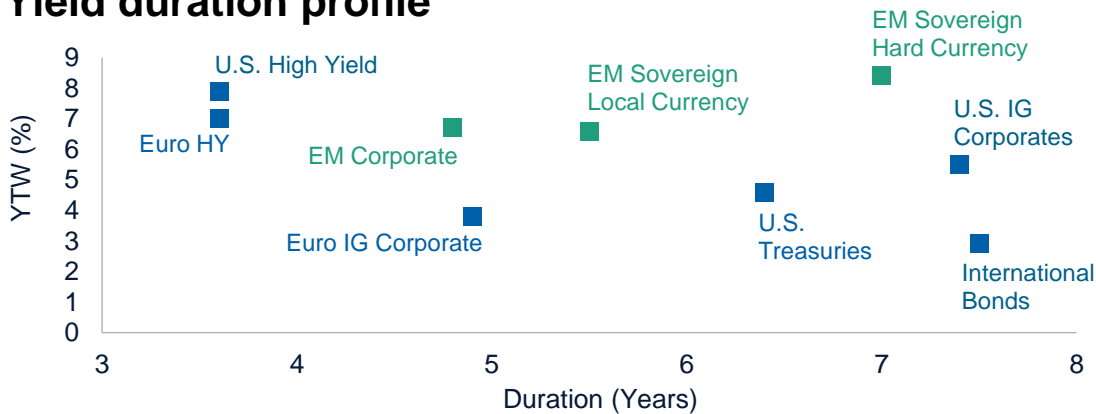 Yield duration profile
EM Sovereign
Hard Currency
U.S. High Yield
EM Sovereign
Local Currency
U.S. IG
Corporates
Euro HY
EM Corporate
Euro IG Corporate
U.S.
Treasuries
International
Bonds
YTW (%)
9
8
7
6
5
4
3
2
1
0
3 4 5 6 7 8
Duration (Years)